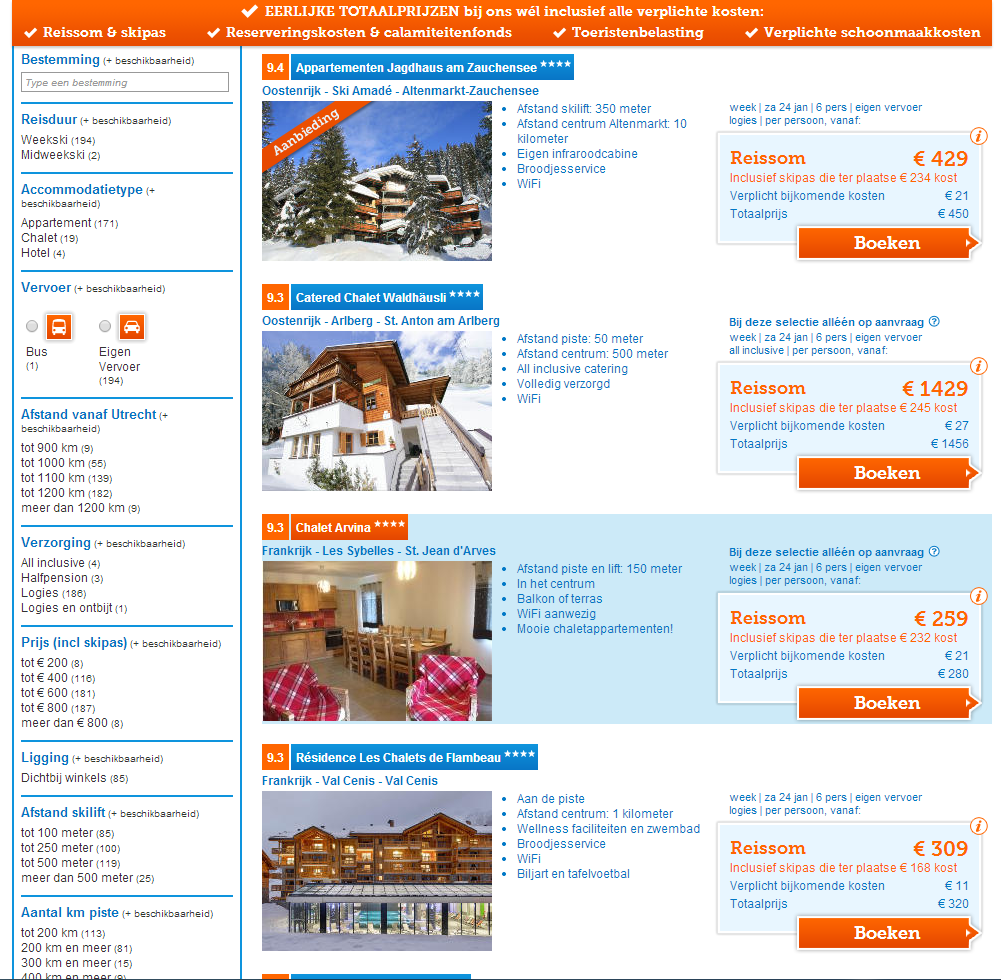 EERLIJKE TOTAALPRIJZEN bij ons wél inclusief alle verplichte kosten:
Reissom & skipas Reserveringskosten & calamiteitenfonds Toeristenbelasting Verplichte schoonmaakkosten
Bestemming (+ beschikbaarheid)
Type een bestemming
Reisduur (+ beschikbaarheid)
Weekski (194)
Midweekski (2)
Accommodatietype (+
beschikbaarheid)
Appartement (171)
Chalet (19)
Hotel (4)
Vervoer (+ beschikbaarheid)
Bus
(1)
Eigen
Vervoer
(194)
Afstand vanaf Utrecht (+
beschikbaarheid)
tot 900 km (9)
tot 1000 km (55)
tot 1100 km (139)
tot 1200 km (182)
meer dan 1200 km (9)
Verzorging (+ beschikbaarheid)
All inclusive (4)
Halfpension (3)
Logies (186)
Logies en ontbijt (1)
Prijs (incl skipas) (+ beschikbaarheid)
tot € 200 (8)
tot € 400 (116)
tot € 600 (181)
tot € 800 (187)
meer dan € 800 (8)
Ligging (+ beschikbaarheid)
Dichtbij winkels (85)
Afstand skilift (+ beschikbaarheid)
tot 100 meter (85)
tot 250 meter (100)
tot 500 meter (119)
meer dan 500 meter (25)
Aantal km piste (+ beschikbaarheid)
tot 200 km (113)
200 km en meer (81)
300 km en meer (15)
400 km en meer (9)
9.4 Appartementen Jagdhaus am Zauchensee ****
Oostenrijk - Ski Amadé - Altenmarkt-Zauchensee
Aanbieding
• Afstand skilift: 350 meter
• Afstand centrum Altenmarkt: 10
kilometer
• Eigen infraroodcabine
• Broodjesservice
• WiFi
week | za 24 jan | 6 pers | eigen vervoer
logies | per persoon, vanaf:
i
Reissom € 429
Inclusief skipas die ter plaatse € 234 kost
Verplicht bijkomende kosten € 21
Totaalprijs € 450
Boeken
9.3 Catered Chalet Waldhäusli ****
Oostenrijk - Arlberg - St. Anton am Arlberg
• Afstand piste: 50 meter
• Afstand centrum: 500 meter
• All inclusive catering
• Volledig verzorgd
• WiFi
Bij deze selectie alléén op aanvraag ?
week | za 24 jan | 6 pers | eigen vervoer
all inclusive | per persoon, vanaf:
i
Reissom € 1429
Inclusief skipas die ter plaatse € 245 kost
Verplicht bijkomende kosten € 27
Totaalprijs € 1456
Boeken
9.3 Chalet Arvina ****
Frankrijk - Les Sybelles - St. Jean d'Arves
• Afstand piste en lift: 150 meter
• In het centrum
• Balkon of terras
• WiFi aanwezig
• Mooie chaletappartementen!
Bij deze selectie alléén op aanvraag ?
week | za 24 jan | 6 pers | eigen vervoer
logies | per persoon, vanaf:
i
Reissom € 259
Inclusief skipas die ter plaatse € 232 kost
Verplicht bijkomende kosten € 21
Totaalprijs € 280
Boeken
9.3 Résidence Les Chalets de Flambeau ****
Frankrijk - Val Cenis - Val Cenis
• Aan de piste
• Afstand centrum: 1 kilometer
• Wellness faciliteiten en zwembad
• Broodjesservice
• WiFi
• Biljart en tafelvoetbal
week | za 24 jan | 6 pers | eigen vervoer
logies | per persoon, vanaf:
i
Reissom € 309
Inclusief skipas die ter plaatse € 168 kost
Verplicht bijkomende kosten € 11
Totaalprijs € 320
Boeken